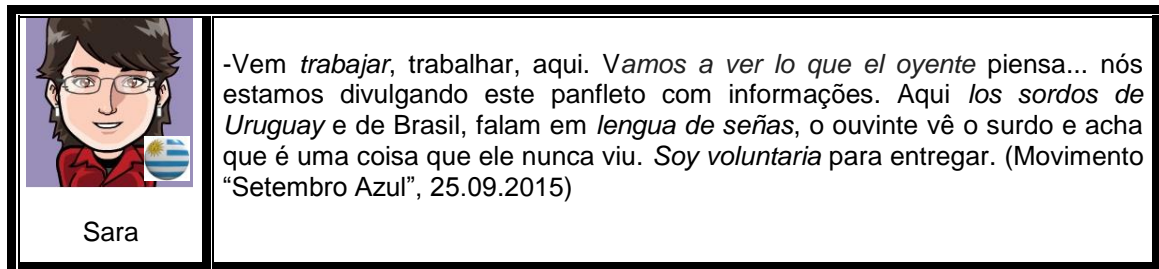 -Vem trabajar, trabalhar, aqui. Vamos a ver lo que el oyente piensa... nós
estamos divulgando este panfleto com informações. Aqui los sordos de
Uruguay e de Brasil, falam em lengua de señas, o ouvinte vê o surdo e acha
que é uma coisa que ele nunca viu. Soy voluntaria para entregar. (Movimento
“Setembro Azul”, 25.09.2015)
Sara